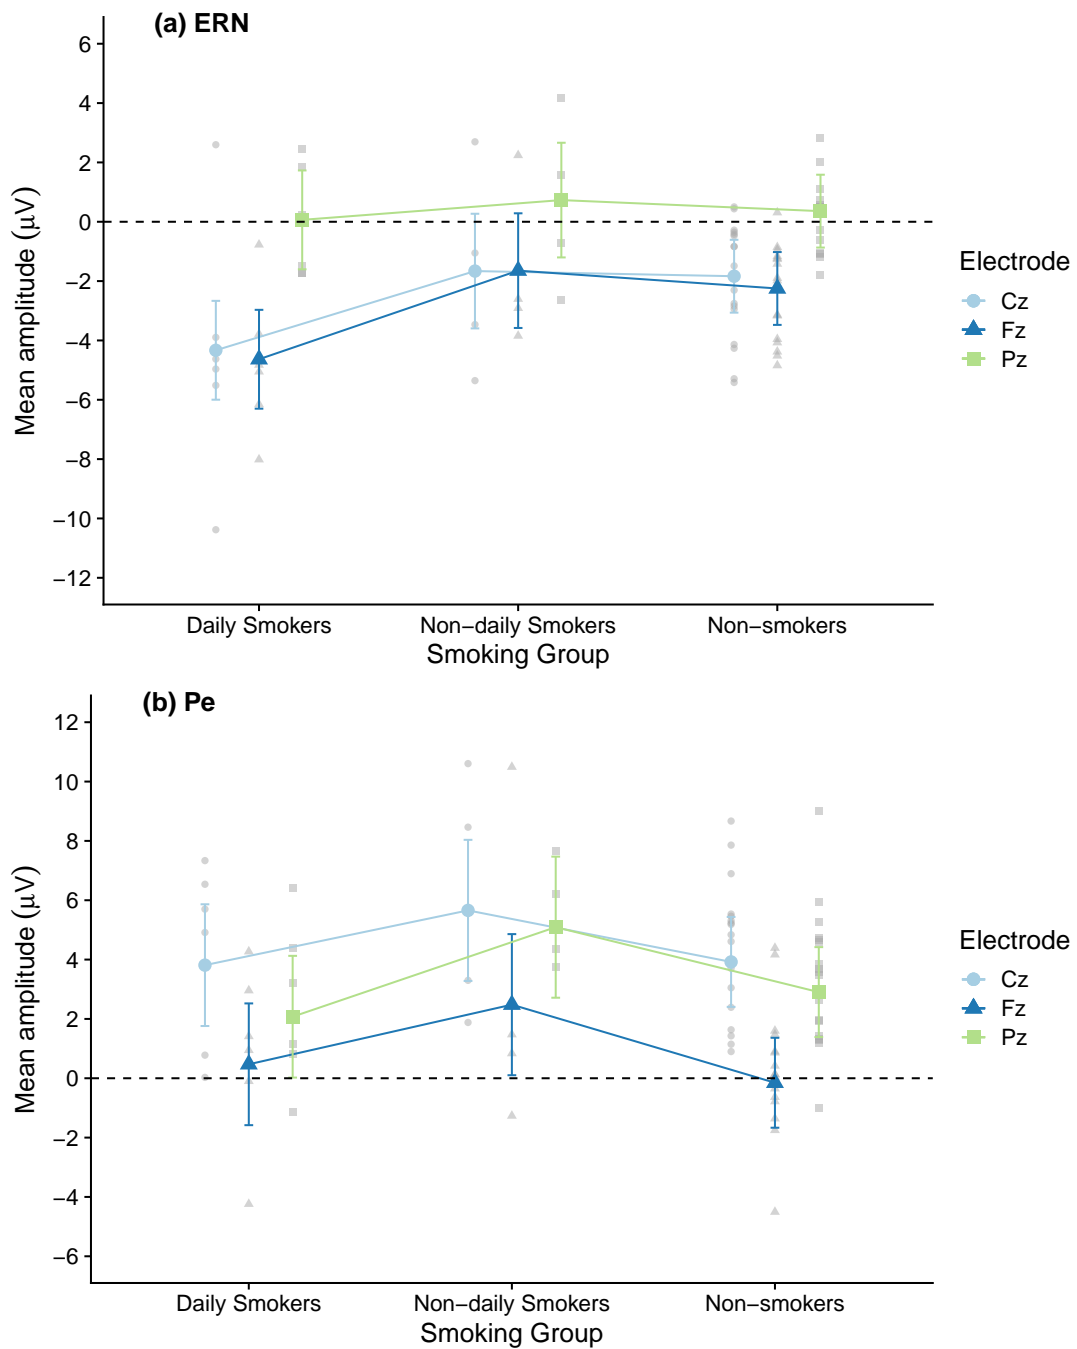 (a) ERN
6
4
2
0
−2
−4
−6
−8
−10
−12
Mean amplitude (μV)
Daily Smokers Non−daily Smokers Non−smokers
Smoking Group
Electrode
Cz
Fz
Pz
(b) Pe
12
10
8
6
4
2
0
−2
−4
−6
Mean amplitude (μV)
Daily Smokers Non−daily Smokers Non−smokers
Smoking Group
Electrode
Cz
Fz
Pz